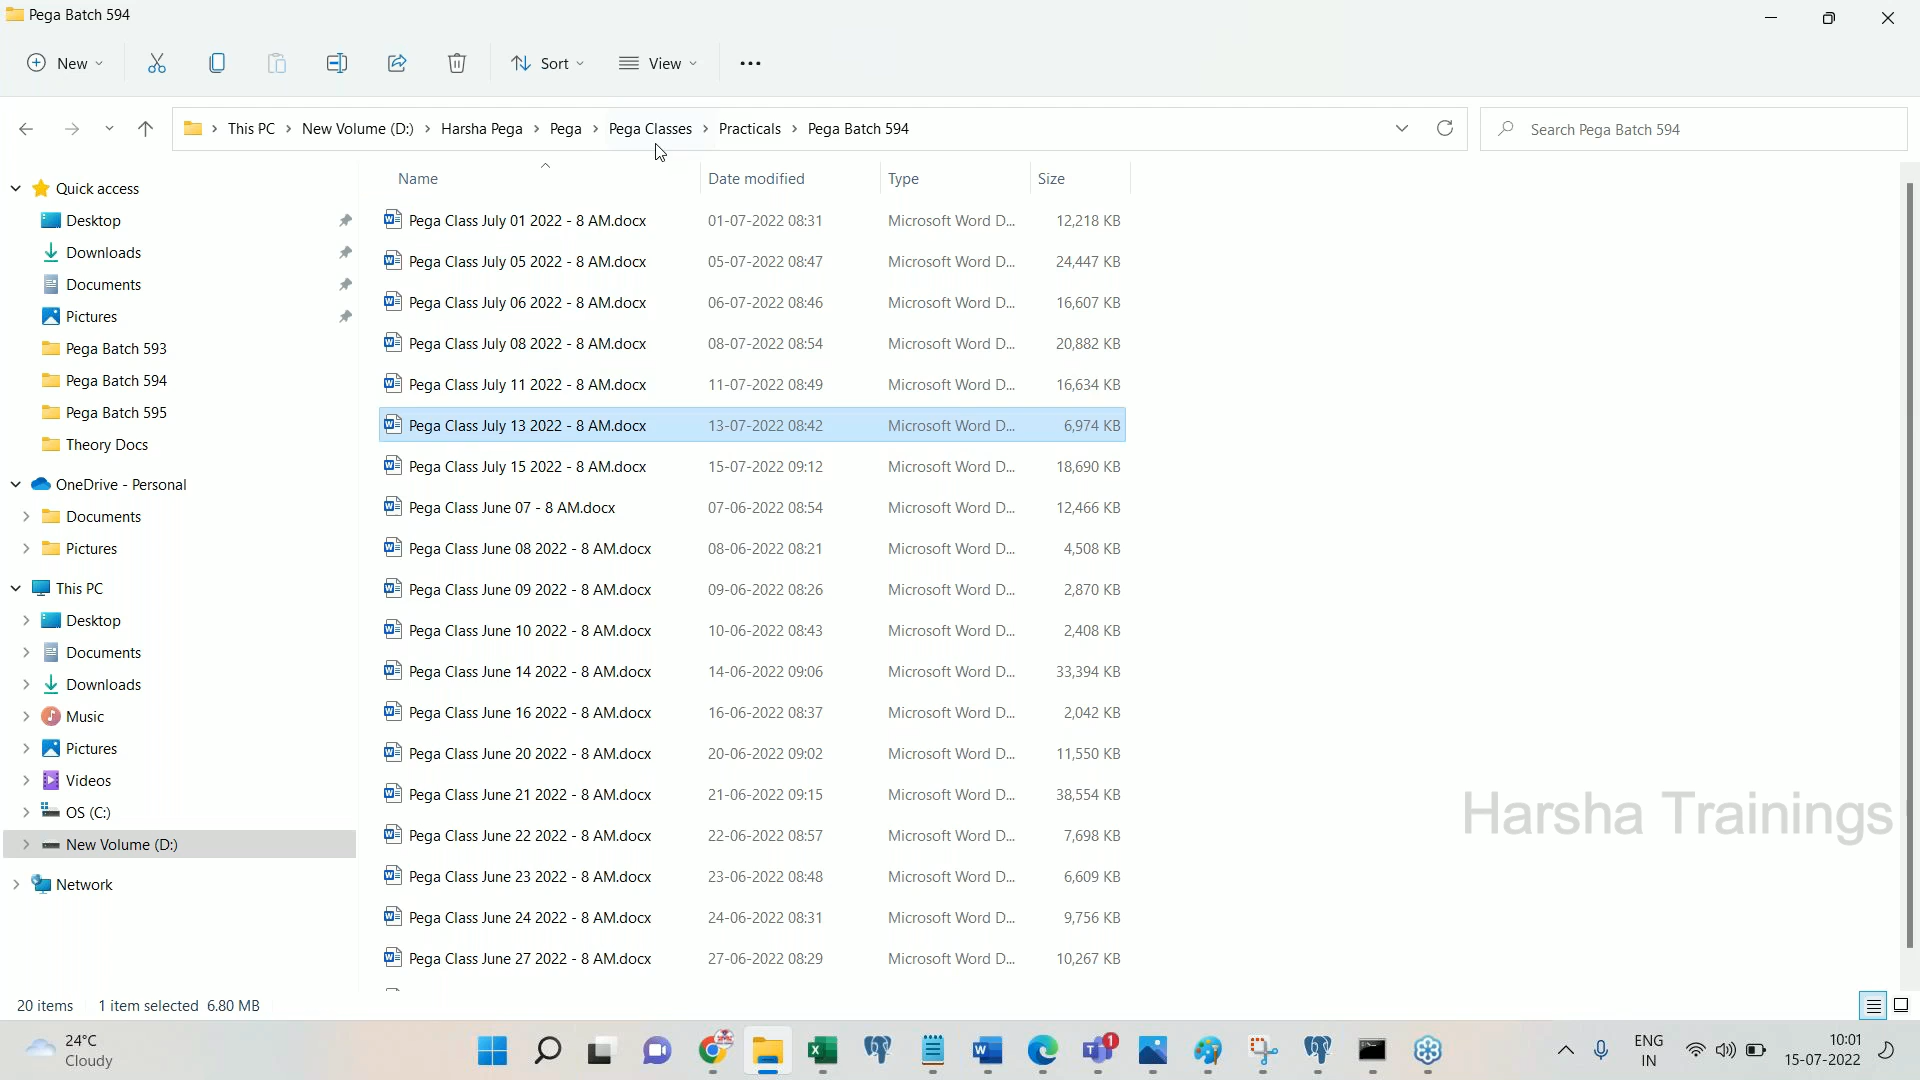 Pega Batch 594
New
Sort
View
This PC > New Volume (D:) > Harsha Pega > Pega > Pega Classes > Practicals > Pega Batch 594
Search Pega Batch 594
Name Date modified Type Size
Quick access
Desktop
Downloads
Documents
Pictures
Pega Batch 593
Pega Batch 594
Pega Batch 595
Theory Docs
OneDrive - Personal
Documents
Pictures
This PC
Desktop
Documents
Downloads
Music
Pictures
Videos
OS (C:)
New Volume (D:)
Network
Pega Class July 01 2022 - 8 AM.docx 01-07-2022 08:31 Microsoft Word D... 12,218 KB
Pega Class July 05 2022 - 8 AM.docx 05-07-2022 08:47 Microsoft Word D... 24,447 KB
Pega Class July 06 2022 - 8 AM.docx 06-07-2022 08:46 Microsoft Word D... 16,607 KB
Pega Class July 08 2022 - 8 AM.docx 08-07-2022 08:54 Microsoft Word D... 20,882 KB
Pega Class July 11 2022 - 8 AM.docx 11-07-2022 08:49 Microsoft Word D... 16,634 KB
Pega Class July 13 2022 - 8 AM.docx 13-07-2022 08:42 Microsoft Word D... 6,974 KB
Pega Class July 15 2022 - 8 AM.docx 15-07-2022 09:12 Microsoft Word D... 18,690 KB
Pega Class June 07 - 8 AM.docx 07-06-2022 08:54 Microsoft Word D... 12,466 KB
Pega Class June 08 2022 - 8 AM.docx 08-06-2022 08:21 Microsoft Word D... 4,508 KB
Pega Class June 09 2022 - 8 AM.docx 09-06-2022 08:26 Microsoft Word D... 2,870 KB
Pega Class June 10 2022 - 8 AM.docx 10-06-2022 08:43 Microsoft Word D... 2,408 KB
Pega Class June 14 2022 - 8 AM.docx 14-06-2022 09:06 Microsoft Word D... 33,394 KB
Pega Class June 16 2022 - 8 AM.docx 16-06-2022 08:37 Microsoft Word D... 2,042 KB
Pega Class June 20 2022 - 8 AM.docx 20-06-2022 09:02 Microsoft Word D... 11,550 KB
Pega Class June 21 2022 - 8 AM.docx 21-06-2022 09:15 Microsoft Word D... 38,554 KB
Pega Class June 22 2022 - 8 AM.docx 22-06-2022 08:57 Microsoft Word D... 7,698 KB
Pega Class June 23 2022 - 8 AM.docx 23-06-2022 08:48 Microsoft Word D... 6,609 KB
Pega Class June 24 2022 - 8 AM.docx 24-06-2022 08:31 Microsoft Word D... 9,756 KB
Pega Class June 27 2022 - 8 AM.docx 27-06-2022 08:29 Microsoft Word D... 10,267 KB
Harsha Trainings
20 items 1 item selected 6.80 MB
24°C
Cloudy
1
ENG
IN
10:01
15-07-2022